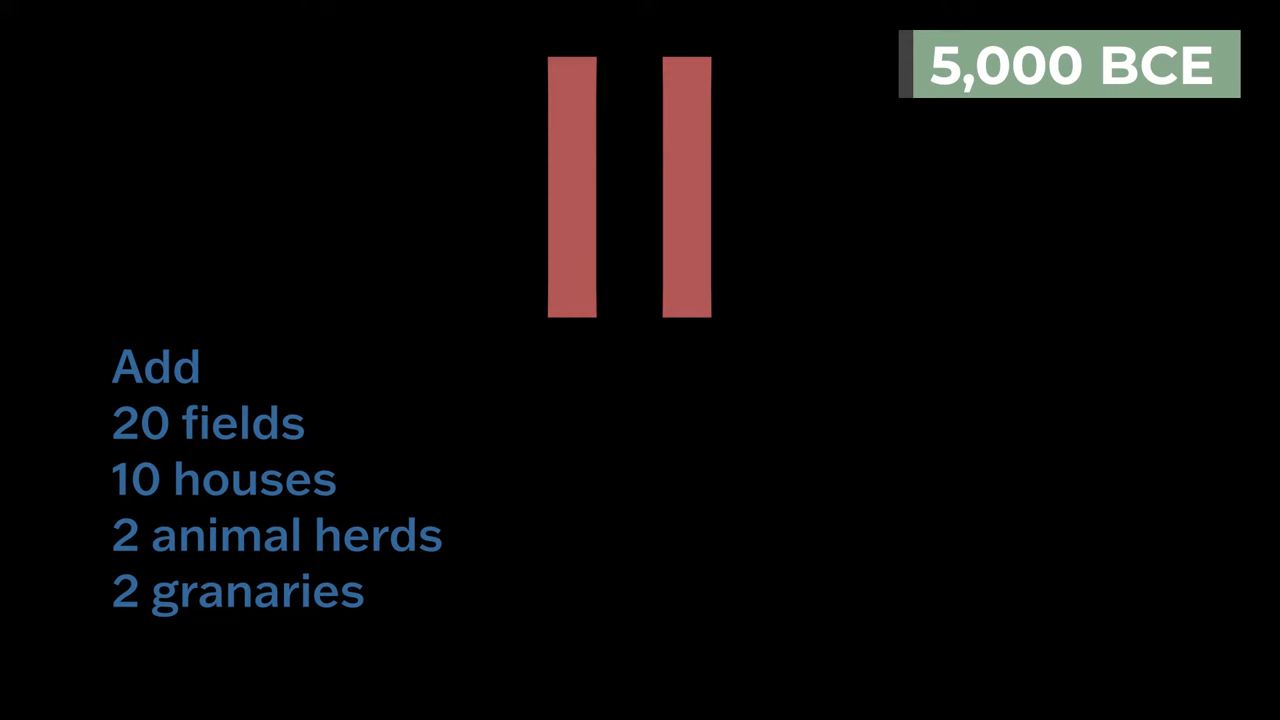 5,000 BCE
Add
20 fields
10 houses
2 animal herds
2 granaries